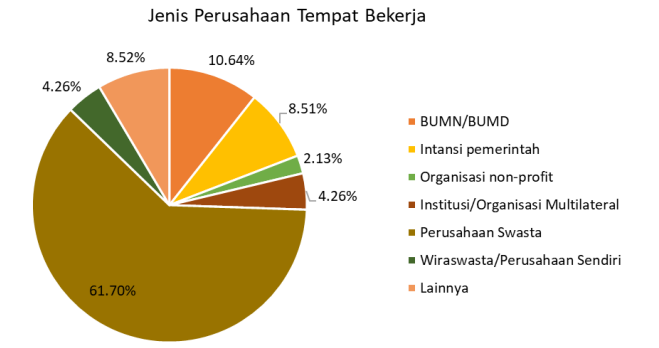 Jenis Perusahaan Tempat Bekerja
8.52%
10.64%
4.26%
8.51%
2.13%
4.26%
61.70%
BUMN/BUMD
Intansi pemerintah
Organisasi non-profit
Institusi/Organisasi Multilateral
Perusahaan Swasta
Wiraswasta/Perusahaan Sendiri
Lainnya